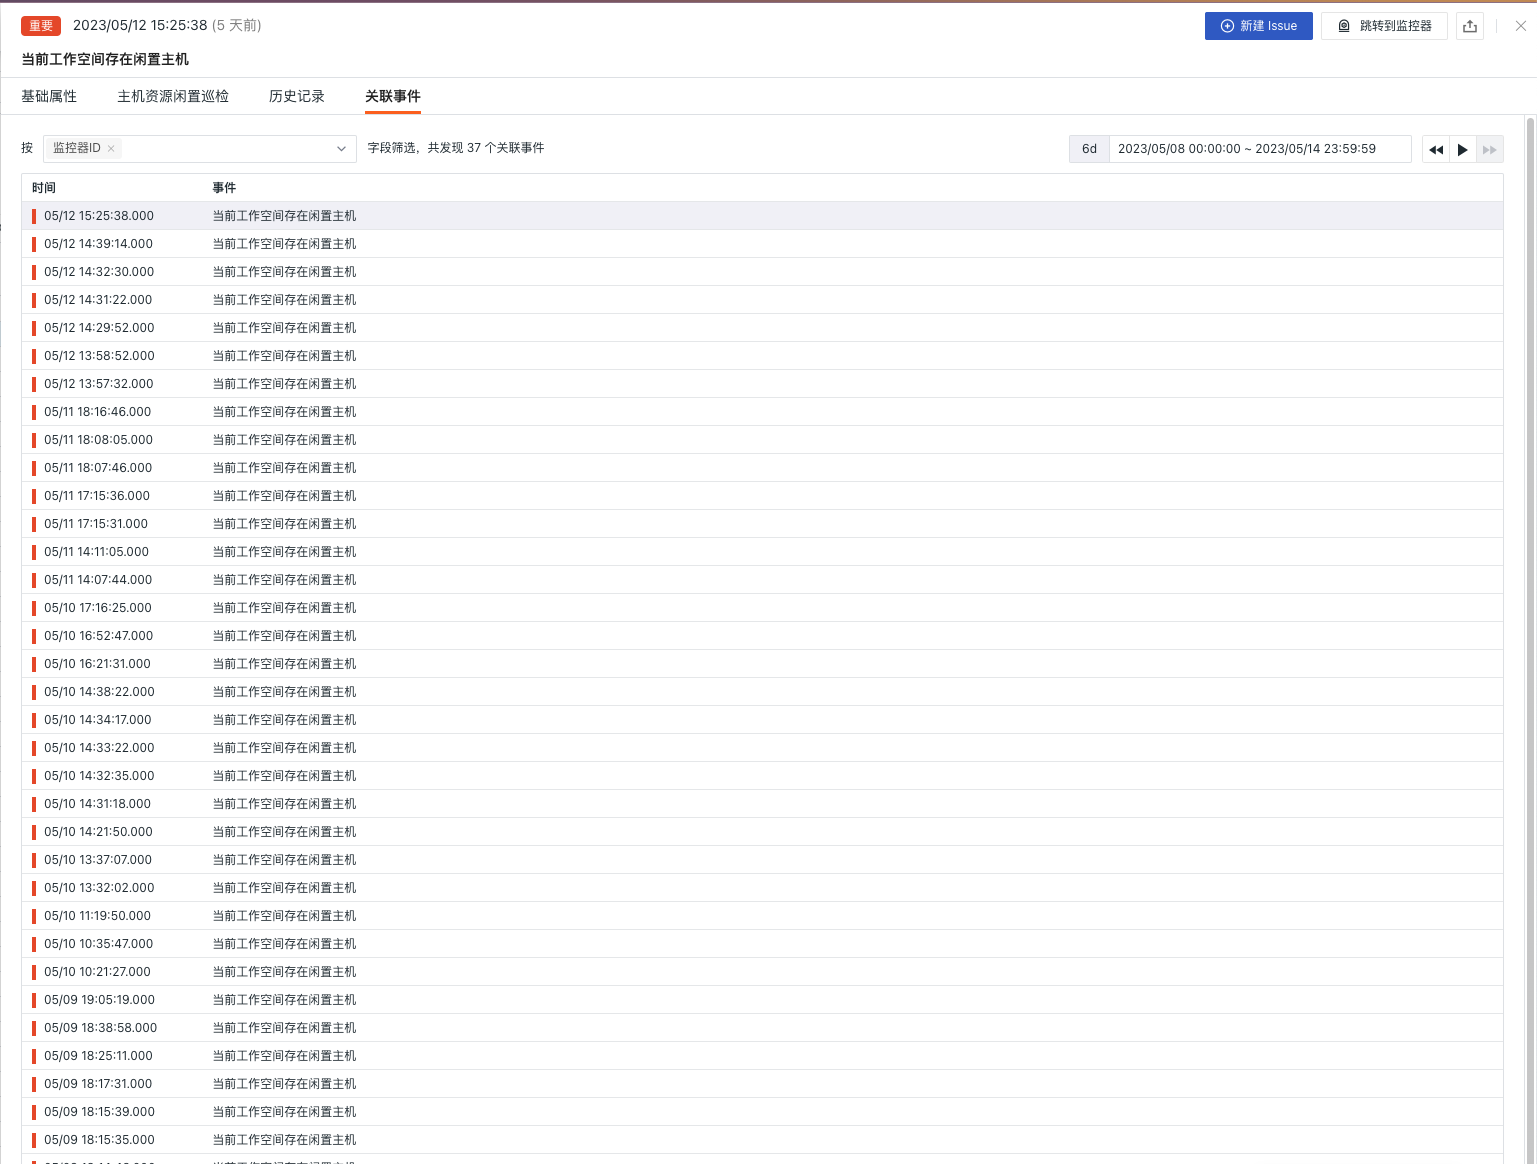 重要 2023/05/12 15:25:38 (5 天前) 新建 Issue 跳转到监控器
当前工作空间存在闲置主机
基础属性 主机资源闲置巡检 历史记录 关联事件
按 监控器ID 字段筛选，共发现 37 个关联事件 6d 2023/05/08 00:00:00 ~ 2023/05/14 23:59:59
时间 事件
05/12 15:25:38.000 当前工作空间存在闲置主机
05/12 14:39:14.000 当前工作空间存在闲置主机
05/12 14:32:30.000 当前工作空间存在闲置主机
05/12 14:31:22.000 当前工作空间存在闲置主机
05/12 14:29:52.000 当前工作空间存在闲置主机
05/12 13:58:52.000 当前工作空间存在闲置主机
05/12 13:57:32.000 当前工作空间存在闲置主机
05/11 18:16:46.000 当前工作空间存在闲置主机
05/11 18:08:05.000 当前工作空间存在闲置主机
05/11 18:07:46.000 当前工作空间存在闲置主机
05/11 17:15:36.000 当前工作空间存在闲置主机
05/11 17:15:31.000 当前工作空间存在闲置主机
05/11 14:11:05.000 当前工作空间存在闲置主机
05/11 14:07:44.000 当前工作空间存在闲置主机
05/10 17:16:25.000 当前工作空间存在闲置主机
05/10 16:52:47.000 当前工作空间存在闲置主机
05/10 16:21:31.000 当前工作空间存在闲置主机
05/10 14:38:22.000 当前工作空间存在闲置主机
05/10 14:34:17.000 当前工作空间存在闲置主机
05/10 14:33:22.000 当前工作空间存在闲置主机
05/10 14:32:35.000 当前工作空间存在闲置主机
05/10 14:31:18.000 当前工作空间存在闲置主机
05/10 14:21:50.000 当前工作空间存在闲置主机
05/10 13:37:07.000 当前工作空间存在闲置主机
05/10 13:32:02.000 当前工作空间存在闲置主机
05/10 11:19:50.000 当前工作空间存在闲置主机
05/10 10:35:47.000 当前工作空间存在闲置主机
05/10 10:21:27.000 当前工作空间存在闲置主机
05/09 19:05:19.000 当前工作空间存在闲置主机
05/09 18:38:58.000 当前工作空间存在闲置主机
05/09 18:25:11.000 当前工作空间存在闲置主机
05/09 18:17:31.000 当前工作空间存在闲置主机
05/09 18:15:39.000 当前工作空间存在闲置主机
05/09 18:15:35.000 当前工作空间存在闲置主机